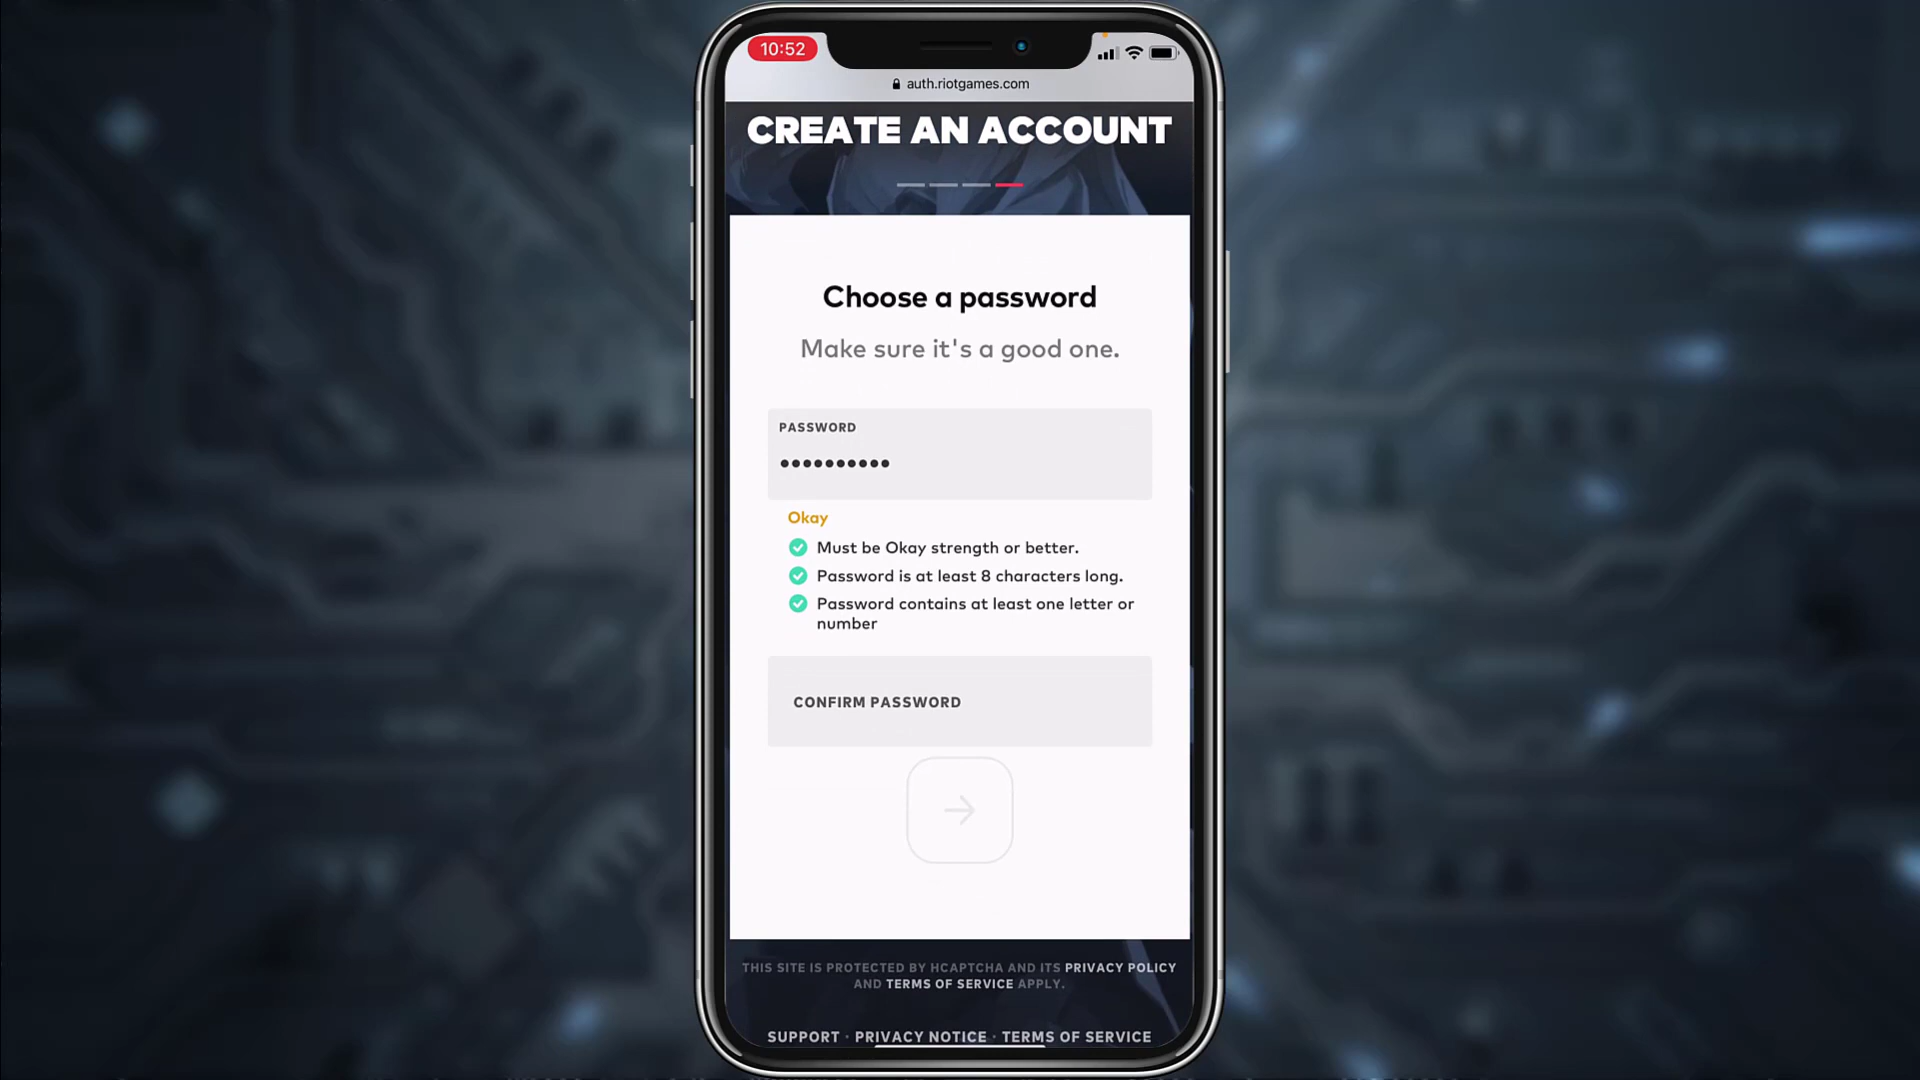 10:52
auth.riotgames.com
CREATE AN ACCOUNT
Choose a password
Make sure it's a good one.
PASSWORD
••••••••••
Okay
Must be Okay strength or better.
Password is at least 8 characters long.
Password contains at least one letter or
number
CONFIRM PASSWORD
THIS SITE IS PROTECTED BY HCAPTCHA AND ITS PRIVACY POLICY
AND TERMS OF SERVICE APPLY.
SUPPORT · PRIVACY NOTICE · TERMS OF SERVICE